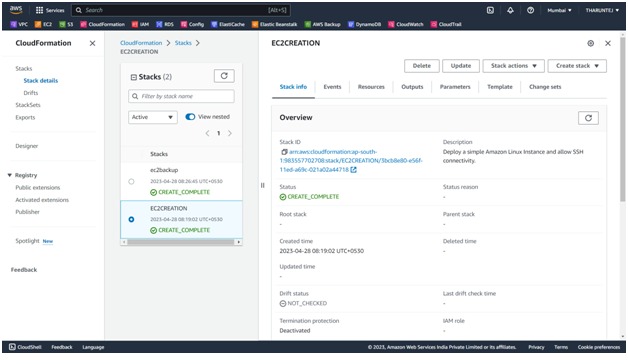 aws
Services
Search
[Alt+S]
Mumbai
THARUNTEJ
VPC
EC2
S3
CloudFormation
IAM
RDS
Config
ElastiCache
Elastic Beanstalk
AWS Backup
DynamoDB
CloudWatch
CloudTrail
CloudFormation
Stacks
Stack details
Drifts
StackSets
Exports
Designer
Registry
Public extensions
Activated extensions
Publisher
Spotlight New
Feedback
CloudFormation > Stacks >
EC2CREATION
Stacks (2)
Filter by stack name
Active
View nested
1
Stacks
ec2backup
2023-04-28 08:26:45 UTC+0530
CREATE_COMPLETE
EC2CREATION
2023-04-28 08:19:02 UTC+0530
CREATE_COMPLETE
EC2CREATION
Delete
Update
Stack actions
Create stack
Stack info
Events
Resources
Outputs
Parameters
Template
Change sets
Overview
Stack ID
arn:aws:cloudformation:ap-south-
1:983557702708:stack/EC2CREATION/3bcb8e80-e56f-
11ed-a69c-021a02a44718
Description
Deploy a simple Amazon Linux Instance and allow SSH
connectivity.
Status
CREATE_COMPLETE
Status reason
-
Root stack
-
Parent stack
-
Created time
2023-04-28 08:19:02 UTC+0530
Deleted time
-
Updated time
-
Drift status
NOT_CHECKED
Last drift check time
-
Termination protection
Deactivated
IAM role
-
CloudShell
Feedback
Language
© 2023, Amazon Web Services India Private Limited or its affiliates.
Privacy
Terms
Cookie preferences